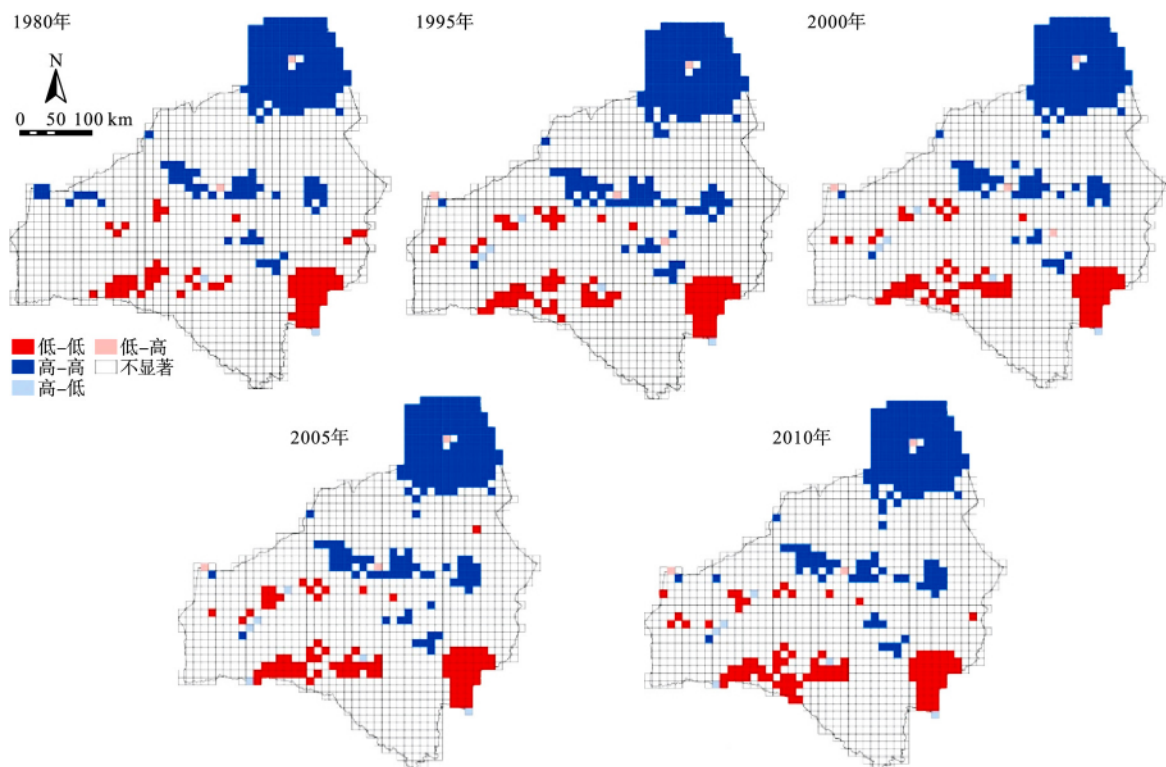 1980年
1995年
2000年
N
0 50 100 km
低-低 低-高
高-高 不显著
高-低
2005年
2010年